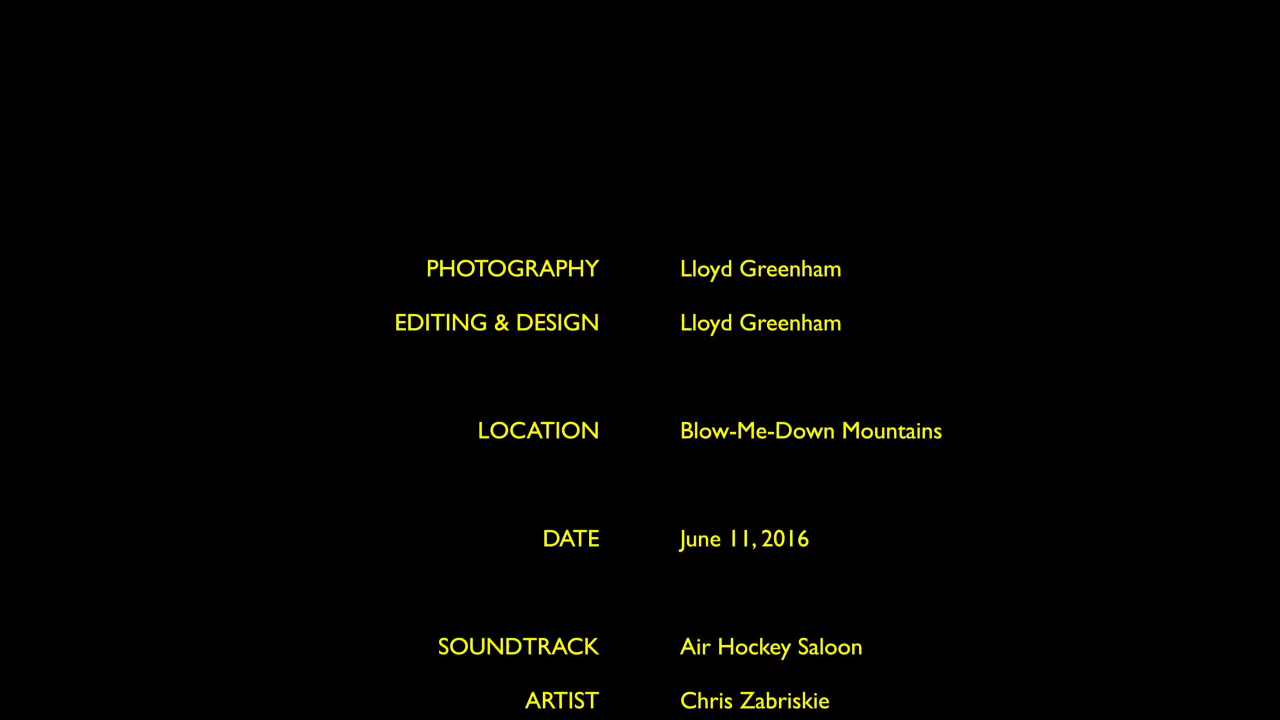 PHOTOGRAPHY Lloyd Greenham
EDITING & DESIGN Lloyd Greenham
LOCATION Blow-Me-Down Mountains
DATE June 11, 2016
SOUNDTRACK Air Hockey Saloon
ARTIST Chris Zabriskie